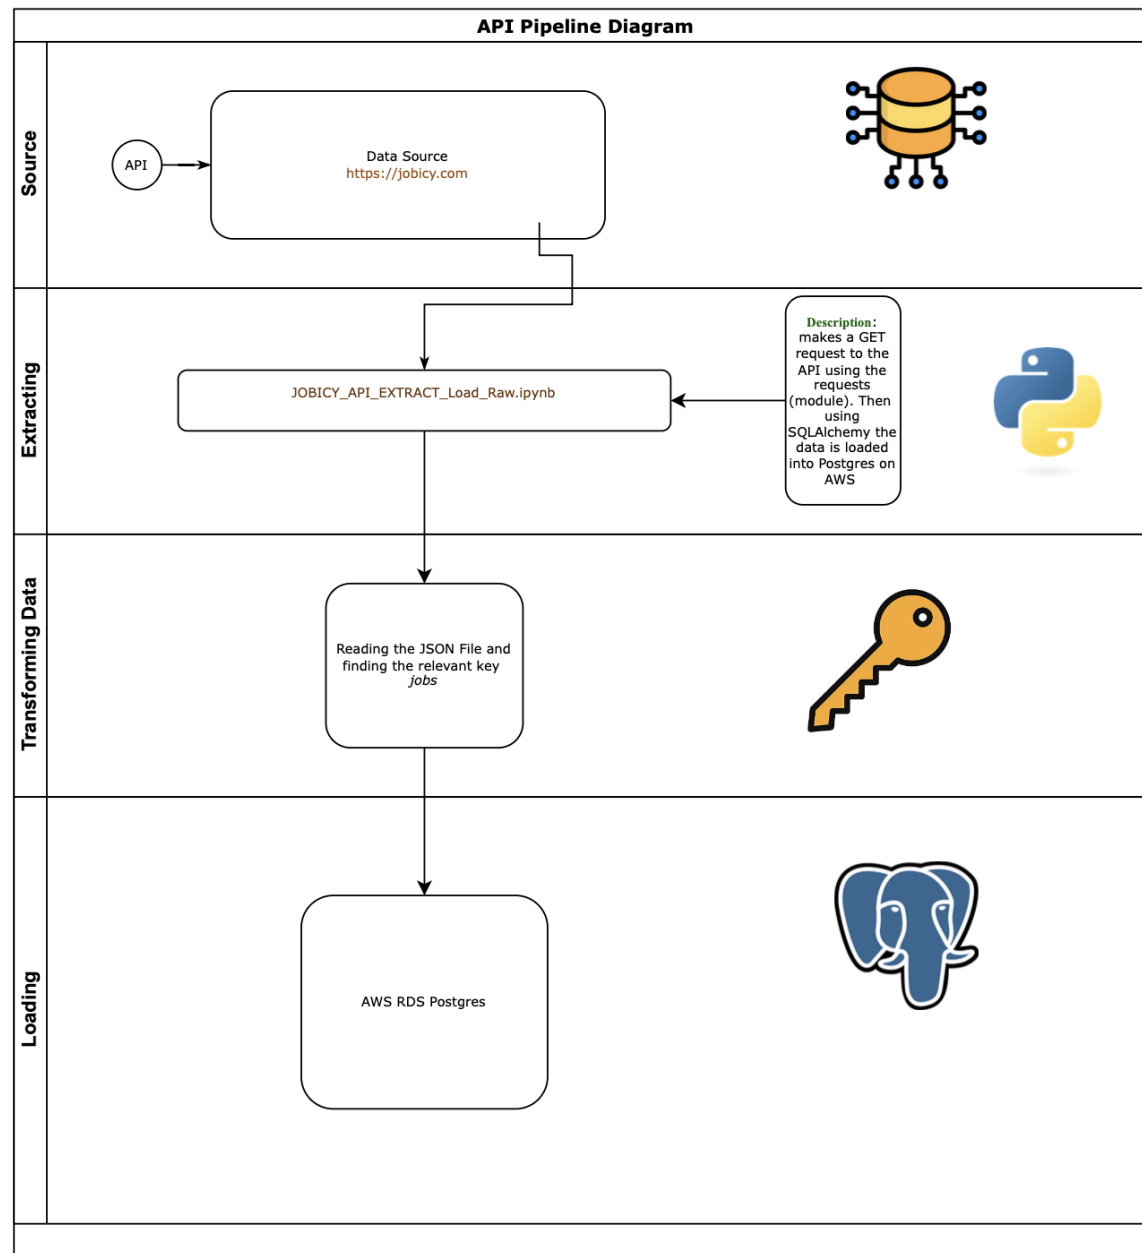 API Pipeline Diagram
Source
API
Data Source
https://jobicy.com
Extracting
JOBICY_API_EXTRACT_Load_Raw.ipynb
Description:
makes a GET
request to the
API using the
requests
(module). Then
using
SQLAlchemy the
data is loaded
into Postgres on
AWS
Transforming Data
Reading the JSON File and
finding the relevant key
jobs
Loading
AWS RDS Postgres